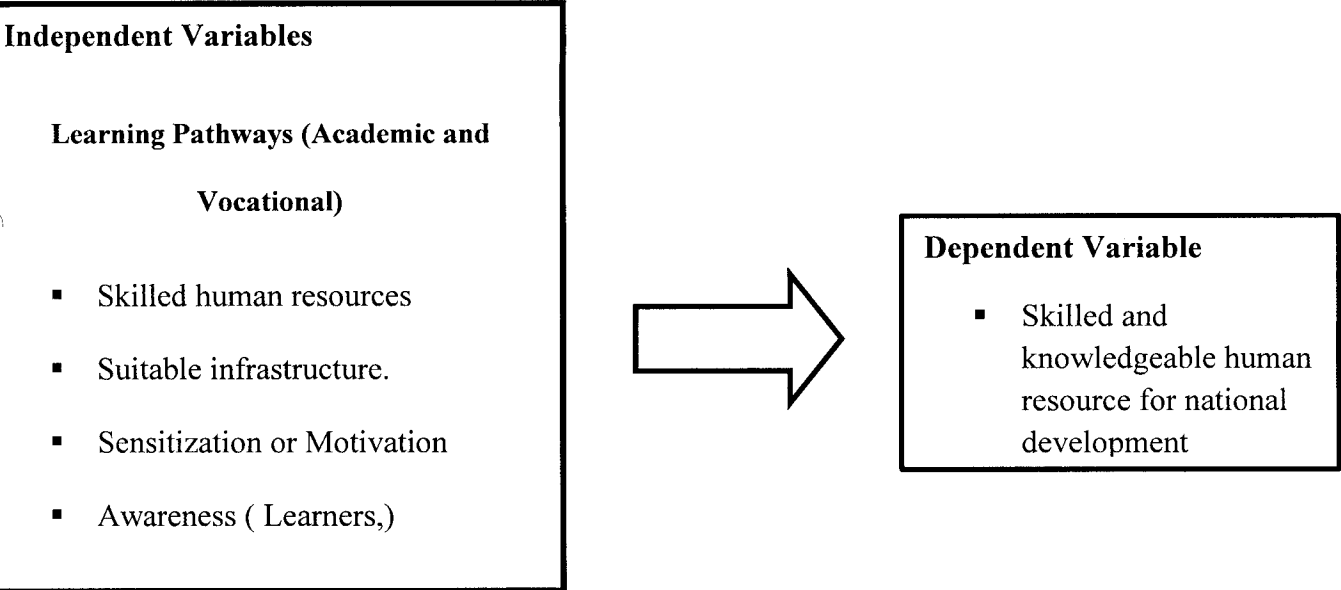 Independent Variables
Learning Pathways (Academic and
Vocational)
▪ Skilled human resources
▪ Suitable infrastructure.
▪ Sensitization or Motivation
▪ Awareness ( Learners,)
Dependent Variable
▪ Skilled and
knowledgeable human
resource for national
development